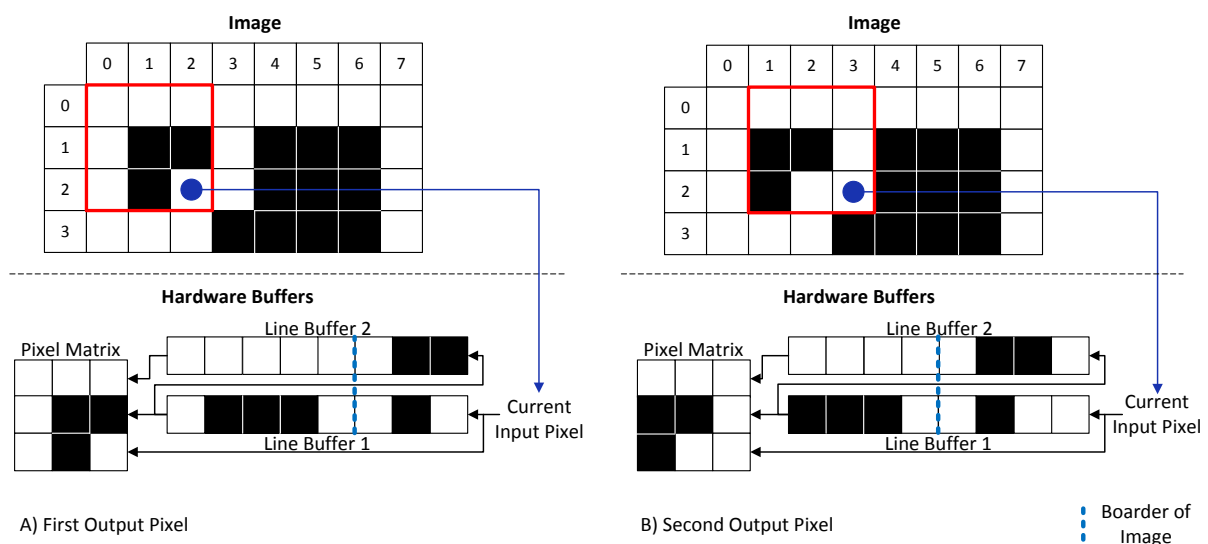 Image
0 1 2 3 4 5 6 7
0
1
2
3
Hardware Buffers
Line Buffer 2
Pixel Matrix
Current
Input Pixel
Line Buffer 1
A) First Output Pixel
Image
0 1 2 3 4 5 6 7
0
1
2
3
Hardware Buffers
Line Buffer 2
Pixel Matrix
Current
Input Pixel
Line Buffer 1
B) Second Output Pixel
Boarder of
Image